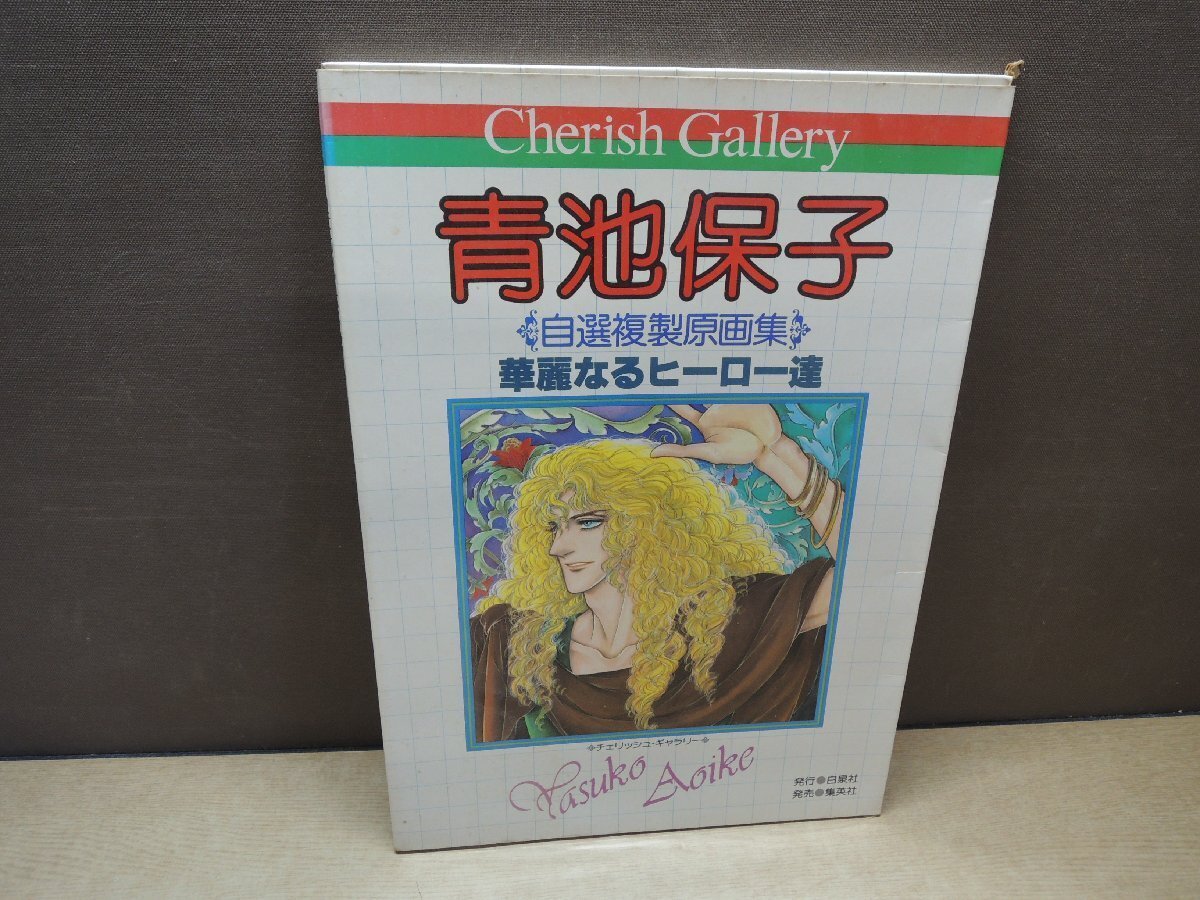 Cherish Gallery
青池保子
自選複製原画集
華麗なるヒーロー達
チェリッシュ・ギャラリー
Yasuko Aoike
発行●白泉社
発売●集英社